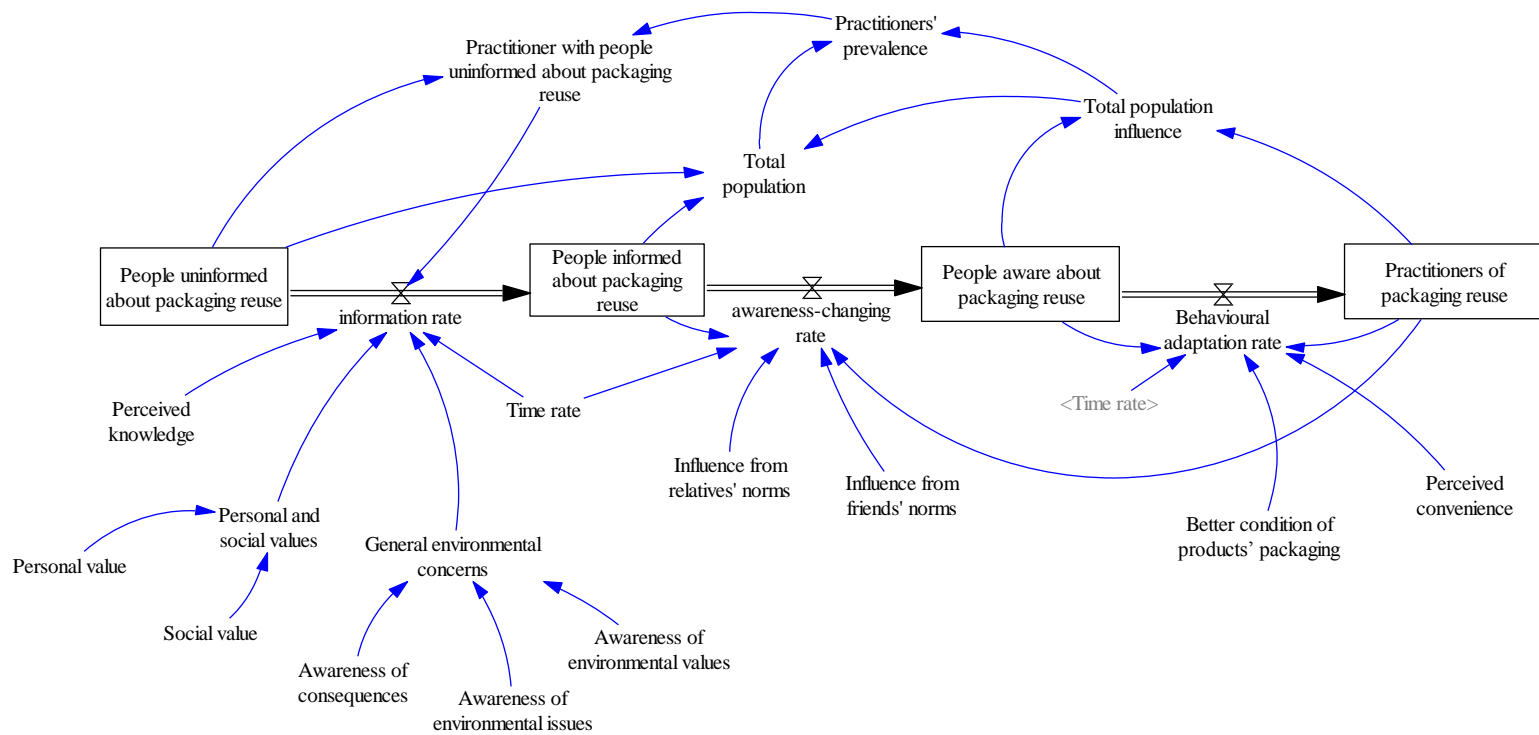 Practitioners'
prevalence
Practitioner with people
uninformed about packaging
reuse
Total population
influence
Total
population
People uninformed
about packaging reuse
People informed
about packaging
reuse
People aware about
packaging reuse
Practitioners of
packaging reuse
information rate
awareness-changing
rate
Behavioural
adaptation rate
Perceived
knowledge
Time rate
<Time rate>
Influence from
relatives' norms
Influence from
friends' norms
Better condition of
products’ packaging
Perceived
convenience
Personal and
social values
Personal value
Social value
General environmental
concerns
Awareness of
consequences
Awareness of
environmental issues
Awareness of
environmental values